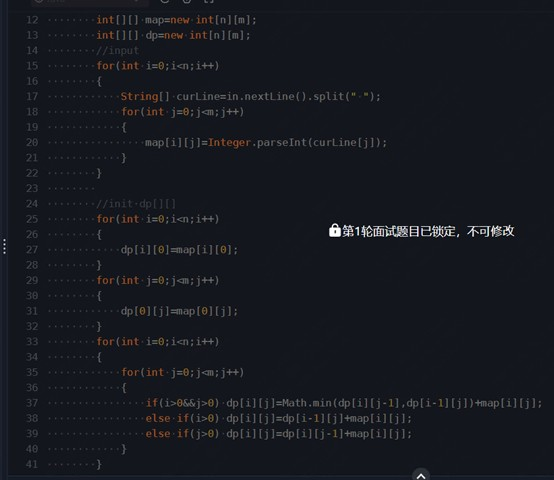 12 int[][] map=new int[n][m];
13 int[][] dp=new int[n][m];
14 //input
15 for(int i=0;i<n;i++)
16 {
17 String[] curLine=in.nextLine().split(" ");
18 for(int j=0;j<m;j++)
19 {
20 map[i][j]=Integer.parseInt(curLine[j]);
21 }
22 }
23
24 //init dp[][]
25 for(int i=0;i<n;i++)
26 {
第1轮面试题目已锁定，不可修改
27 dp[i][0]=map[i][0];
28 }
29 for(int j=0;j<m;j++)
30 {
31 dp[0][j]=map[0][j];
32 }
33 for(int i=0;i<n;i++)
34 {
35 for(int j=0;j<m;j++)
36 {
37 if(i>0&&j>0) dp[i][j]=Math.min(dp[i][j-1],dp[i-1][j])+map[i][j];
38 else if(i>0) dp[i][j]=dp[i-1][j]+map[i][j];
39 else if(j>0) dp[i][j]=dp[i][j-1]+map[i][j];
40 }
41 }